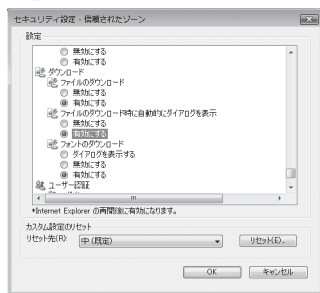 セキュリティ設定 - 信頼されたゾーン
設定
無効にする
有効にする
ダウンロード
ファイルのダウンロード
無効にする
有効にする
ファイルのダウンロード時に自動的にダイアログを表示
無効にする
有効にする
フォントのダウンロード
ダイアログを表示する
無効にする
有効にする
ユーザー認証
*Internet Explorer の再開後に有効になります。
カスタム設定のリセット
リセット先(R):
中 (既定)
リセット(E)...
OK
キャンセル